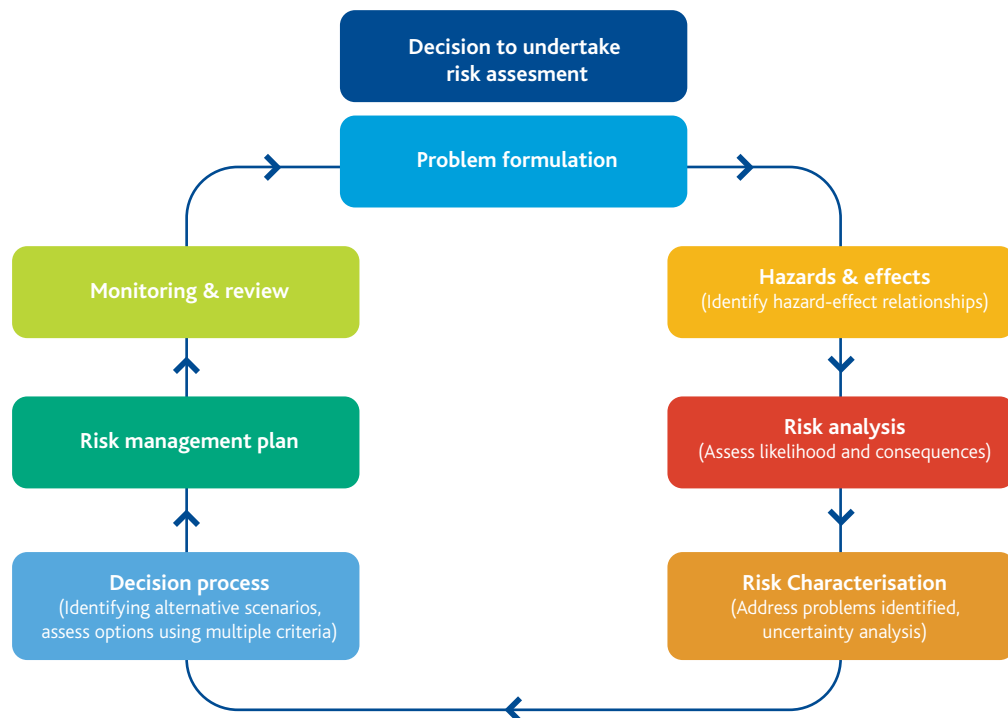 Decision to undertake
risk assesment
Problem formulation
Hazards & effects
(Identify hazard-effect relationships)
Risk analysis
(Assess likelihood and consequences)
Risk Characterisation
(Address problems identified,
uncertainty analysis)
Decision process
(Identifying alternative scenarios,
assess options using multiple criteria)
Risk management plan
Monitoring & review